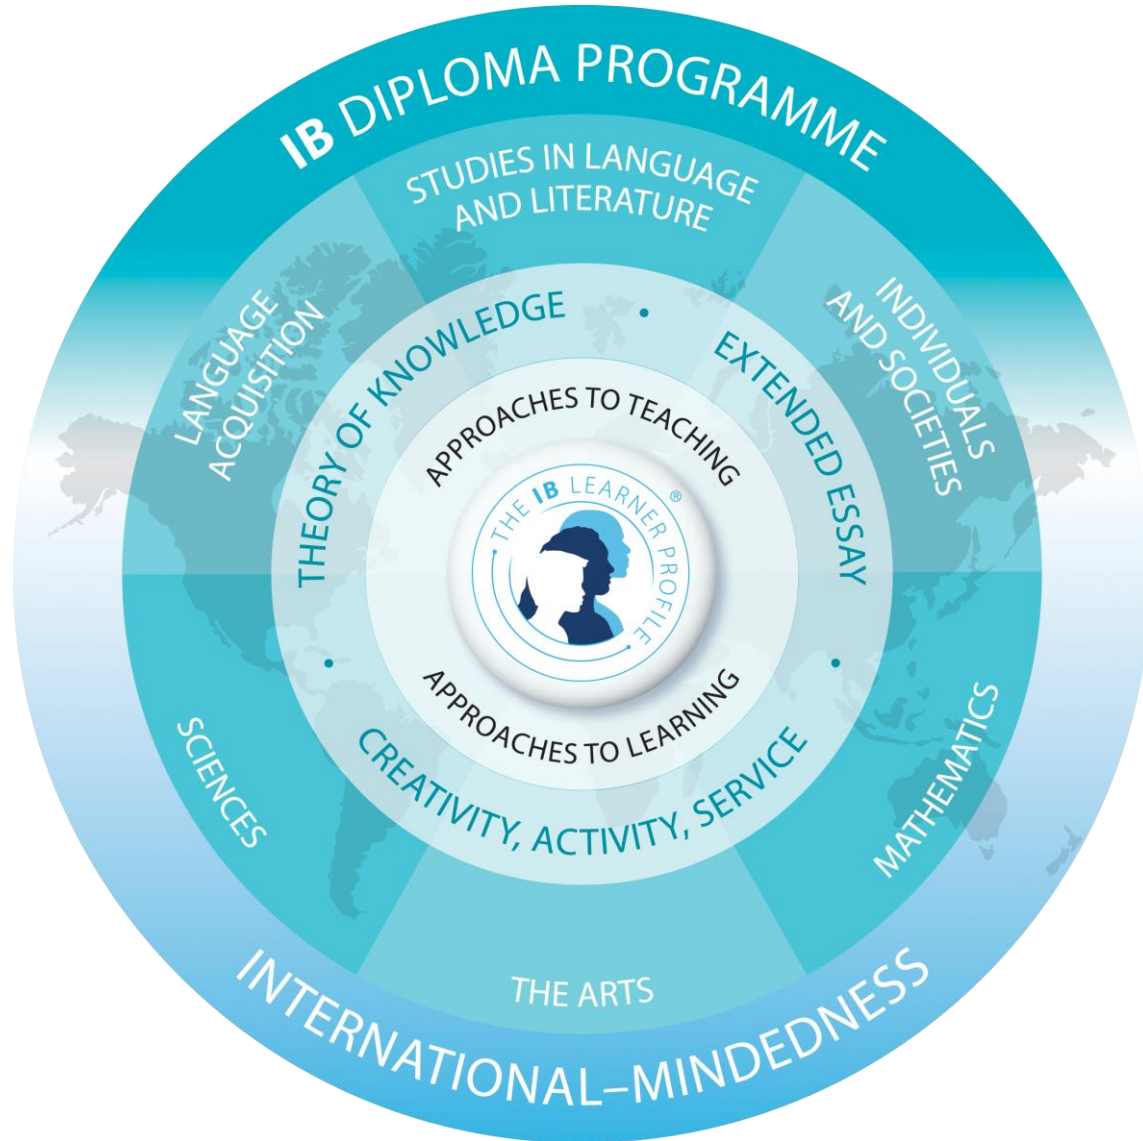 IB DIPLOMA PROGRAMME
STUDIES IN LANGUAGE
AND LITERATURE
LANGUAGE
ACQUISITION
INDIVIDUALS
AND SOCIETIES
THEORY OF KNOWLEDGE
EXTENDED ESSAY
APPROACHES TO TEACHING
THE IB LEARNER PROFILE
®
APPROACHES TO LEARNING
CREATIVITY, ACTIVITY, SERVICE
SCIENCES
MATHEMATICS
THE ARTS
INTERNATIONAL–MINDEDNESS